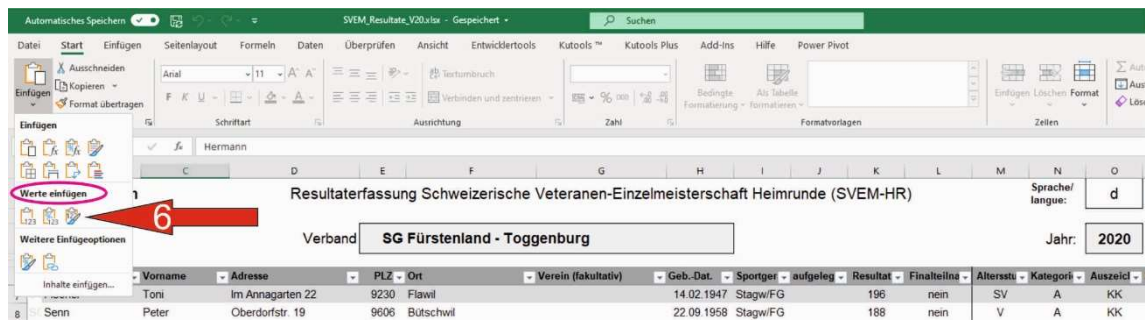 Automatisches Speichern SVEM_Resultate_V20.xlsx - Gespeichert Suchen
Datei Start Einfügen Seitenlayout Formeln Daten Überprüfen Ansicht Entwicklertools Kutools ™ Kutools Plus Add-Ins Hilfe Power Pivot
Einfügen
Ausschneiden
Kopieren
Format übertragen
Arial 11 A A
F K U A
Textumbruch
Verbinden und zentrieren
% 000
Bedingte Formatierung
Als Tabelle formatieren
Einfügen Löschen Format
Schriftart Ausrichtung Zahl Formatvorlagen Zellen
Einfügen
fx Hermann
C D E F G H I J K L M N O
Werte einfügen
123 123
6
Weitere Einfügeoptionen
Inhalte einfügen...
Resultaterfassung Schweizerische Veteranen-Einzelmeisterschaft Heimrunde (SVEM-HR) Sprache/ langue: d
Verband SG Fürstenland - Toggenburg Jahr: 2020
Vorname Adresse PLZ Ort Verein (fakultativ) Geb.-Dat. Sportger aufgeleg Resultat Finalteilna Altersstu Kategori Auszeicl
Toni Im Annagarten 22 9230 Flawil 14.02.1947 Stagw/FG 196 nein SV A KK
8 Senn Peter Oberdorfstr. 19 9606 Bütschwil 22.09.1958 Stagw/FG 188 nein V A KK